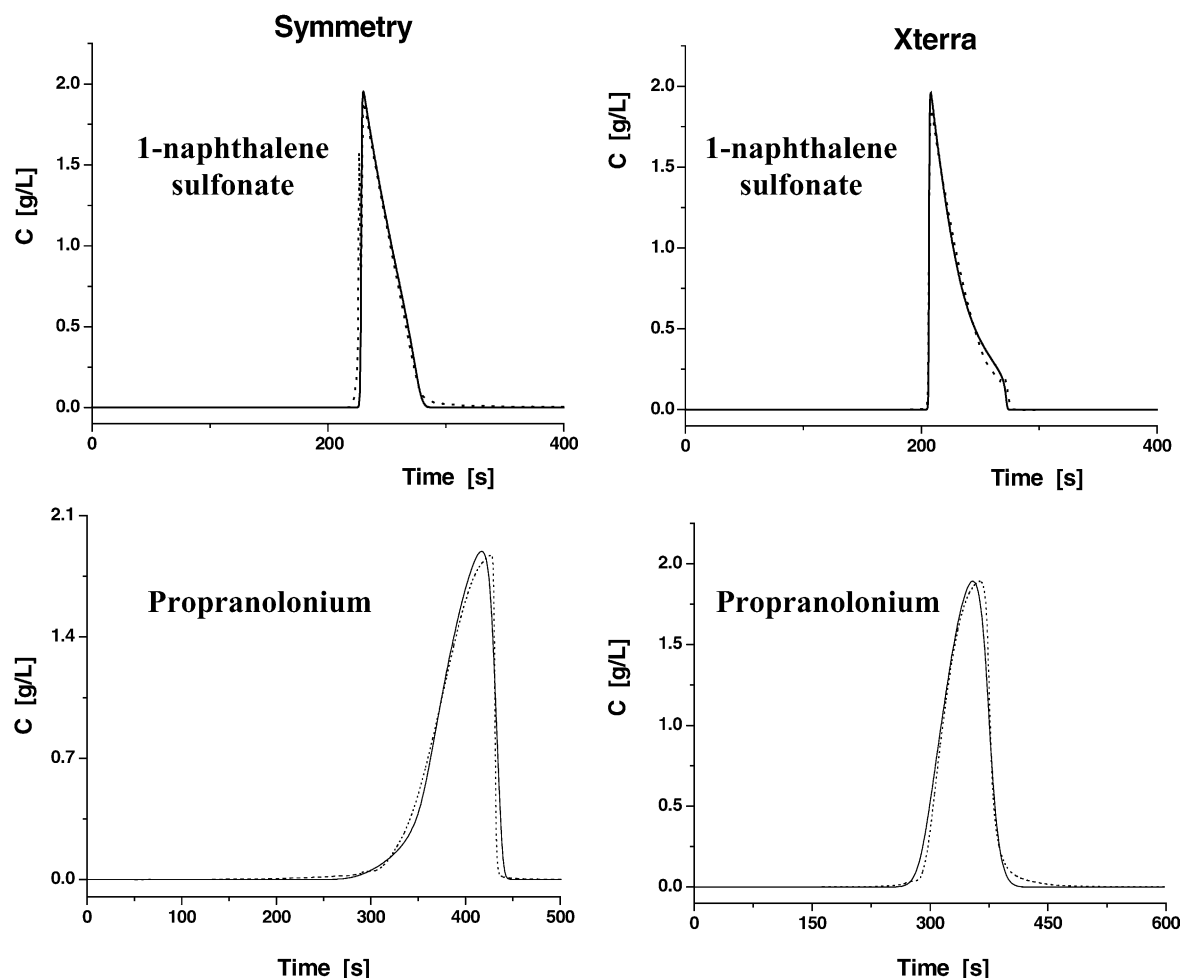 Symmetry
2.0
1.5
1.0
0.5
0.0
C [g/L]
1-naphthalene
sulfonate
0
200
400
Time [s]
Xterra
2.0
1.5
1.0
0.5
0.0
C [g/L]
1-naphthalene
sulfonate
0
200
400
Time [s]
2.1
1.4
0.7
0.0
C [g/L]
Propranolonium
0
100
200
300
400
500
Time [s]
2.0
1.5
1.0
0.5
0.0
C [g/L]
Propranolonium
0
150
300
450
600
Time [s]